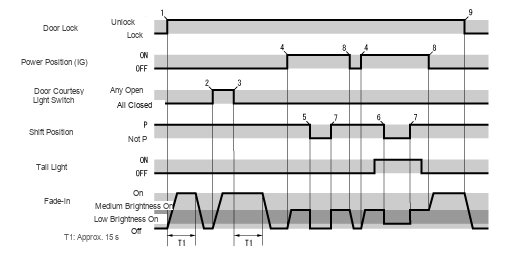 1
9
Door Lock
Unlock
Lock
4
8
4
8
Power Position (IG)
ON
OFF
2
3
Door Courtesy
Light Switch
Any Open
All Closed
5
7
6
7
Shift Position
P
Not P
Tail Light
ON
OFF
Fade-In
On
Medium Brightness On
Low Brightness On
Off
T1: Approx. 15 s
T1
T1